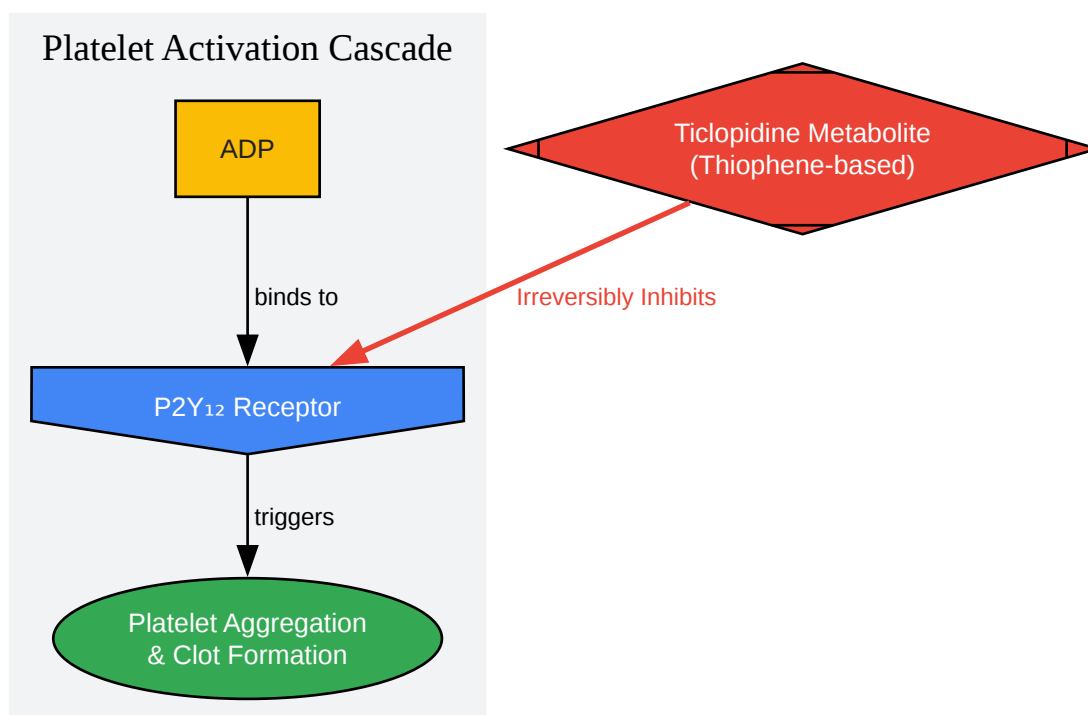 Platelet Activation Cascade
ADP
Ticlopidine Metabolite
(Thiophene-based)
binds to
Irreversibly Inhibits
P2Y₁₂ Receptor
triggers
Platelet Aggregation
& Clot Formation